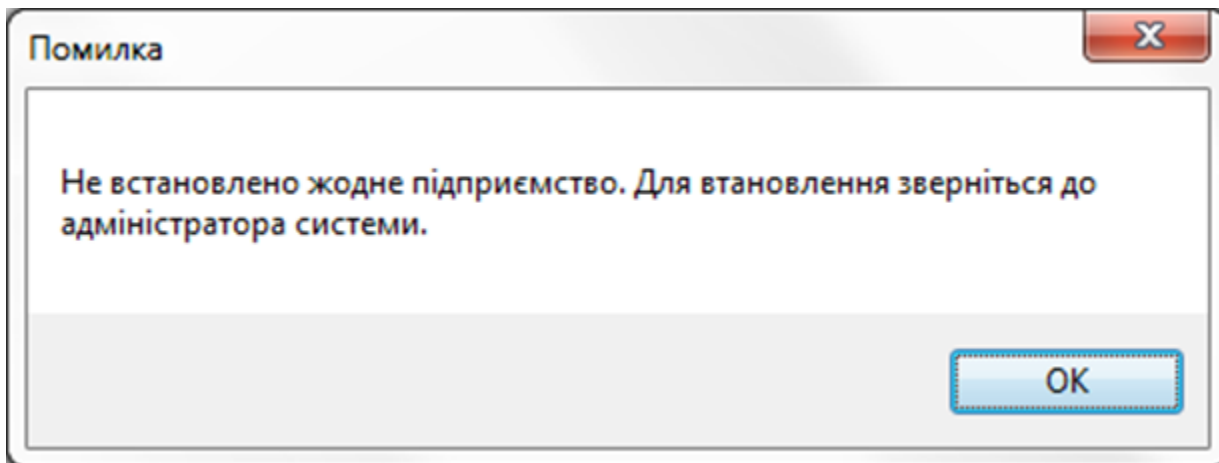 Помилка
Не встановлено жодне підприємство. Для втановлення зверніться до
адміністратора системи.
OK